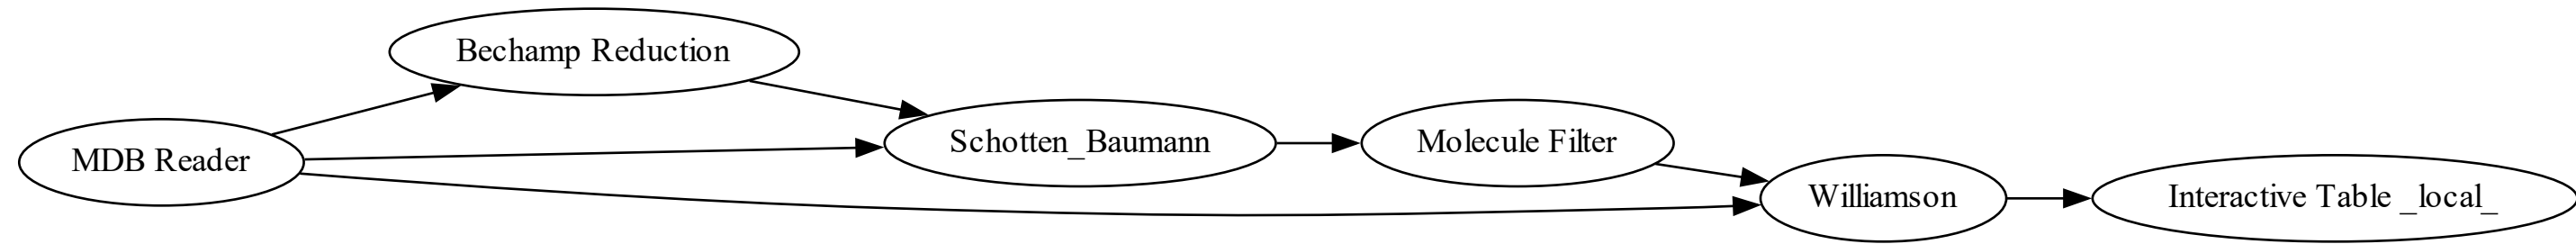 Bechamp Reduction
MDB Reader
Schotten_Baumann
Molecule Filter
Williamson
Interactive Table _local_